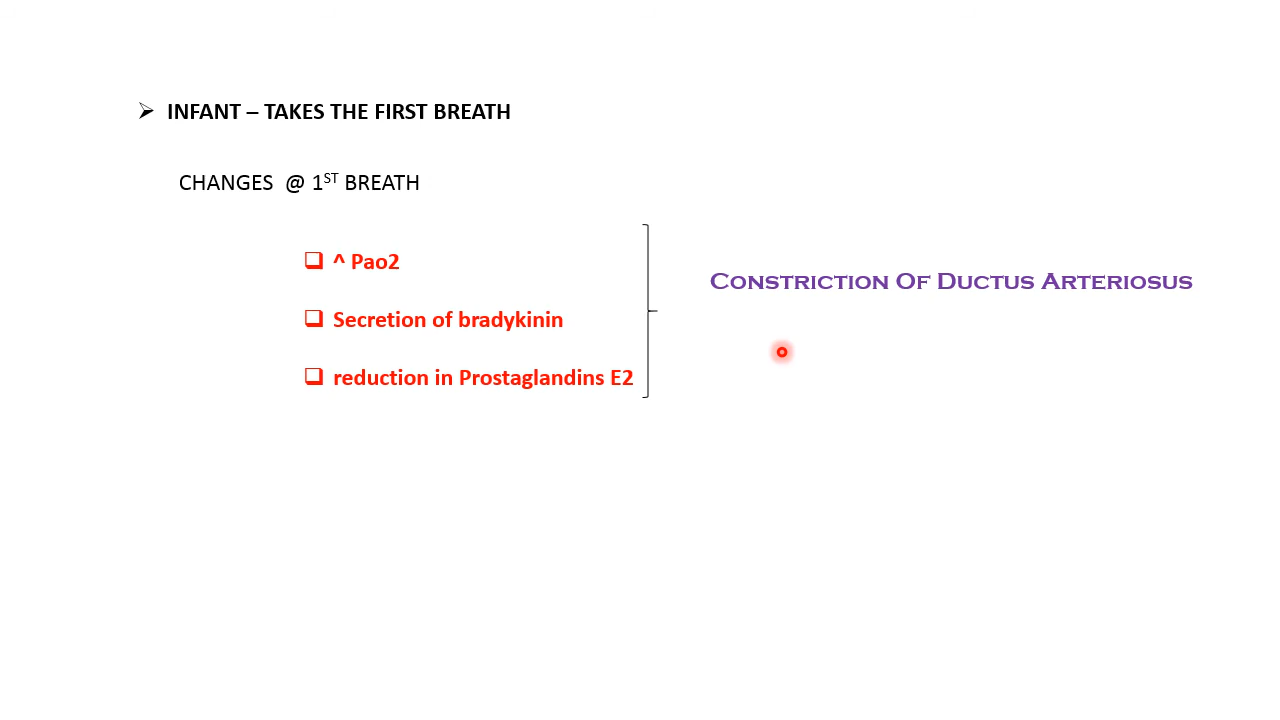 INFANT – TAKES THE FIRST BREATH
CHANGES @ 1ST BREATH
^ Pao2
Secretion of bradykinin
reduction in Prostaglandins E2
Constriction Of Ductus Arteriosus